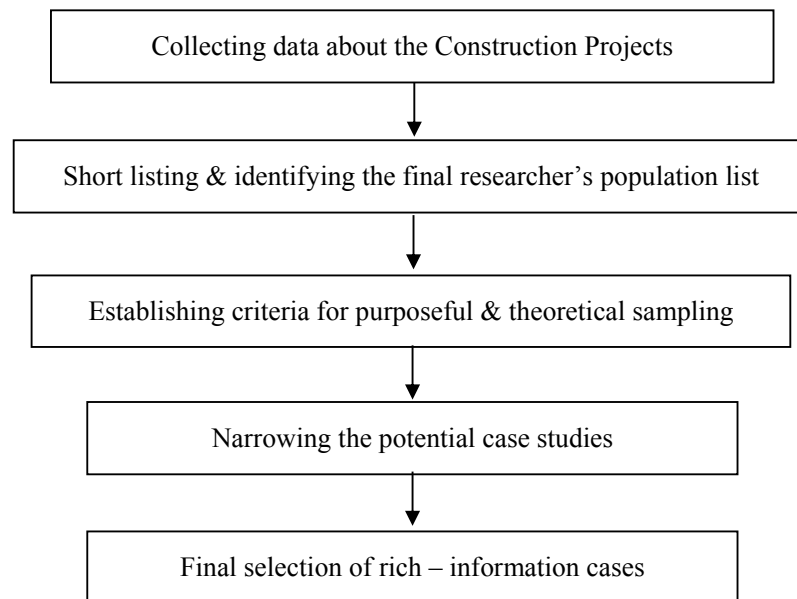 Collecting data about the Construction Projects
Short listing & identifying the final researcher’s population list
Establishing criteria for purposeful & theoretical sampling
Narrowing the potential case studies
Final selection of rich – information cases